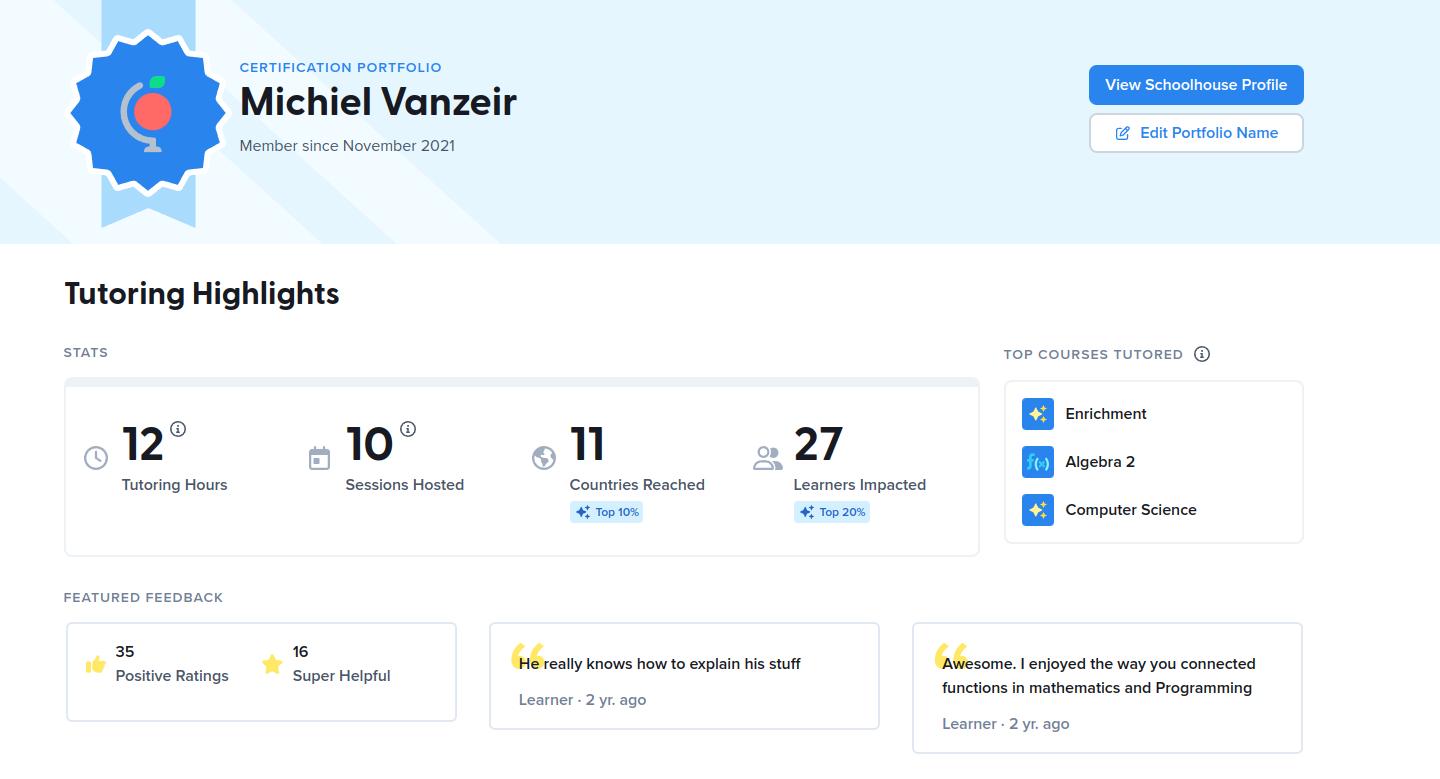 CERTIFICATION PORTFOLIO
Michiel Vanzeir
Member since November 2021
View Schoolhouse Profile
Edit Portfolio Name
Tutoring Highlights
STATS
12
Tutoring Hours
10
Sessions Hosted
11
Countries Reached
Top 10%
27
Learners Impacted
Top 20%
TOP COURSES TUTORED
Enrichment
f(x)
Algebra 2
Computer Science
FEATURED FEEDBACK
35
Positive Ratings
16
Super Helpful
“
He really knows how to explain his stuff
Learner · 2 yr. ago
“
Awesome. I enjoyed the way you connected
functions in mathematics and Programming
Learner · 2 yr. ago